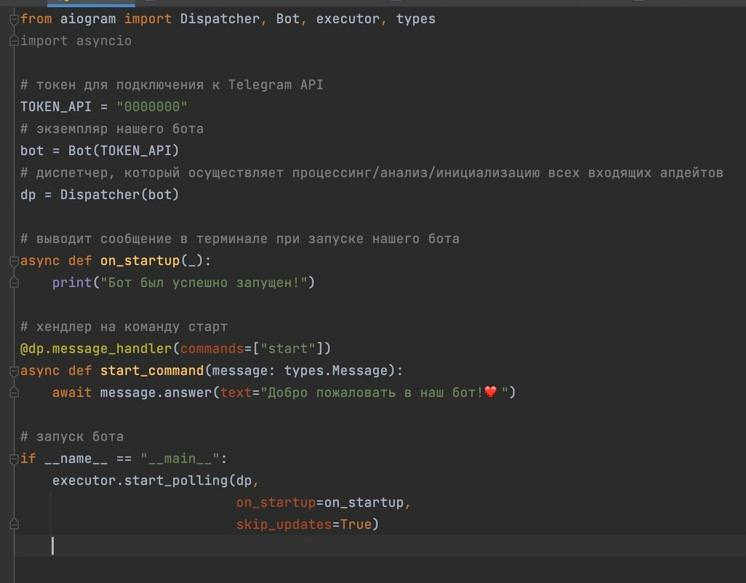 from aiogram import Dispatcher, Bot, executor, types
import asyncio
# токен для подключения к Telegram API
TOKEN_API = "0000000"
# экземпляр нашего бота
bot = Bot(TOKEN_API)
# диспетчер, который осуществляет процессинг/анализ/инициализацию всех входящих апдейтов
dp = Dispatcher(bot)
# выводит сообщение в терминале при запуске нашего бота
async def on_startup(_):
    print("Бот был успешно запущен!")
# хендлер на команду старт
@dp.message_handler(commands=["start"])
async def start_command(message: types.Message):
    await message.answer(text="Добро пожаловать в наш бот!❤️ ")
# запуск бота
if __name__ == "__main__":
    executor.start_polling(dp,
                           on_startup=on_startup,
                           skip_updates=True)